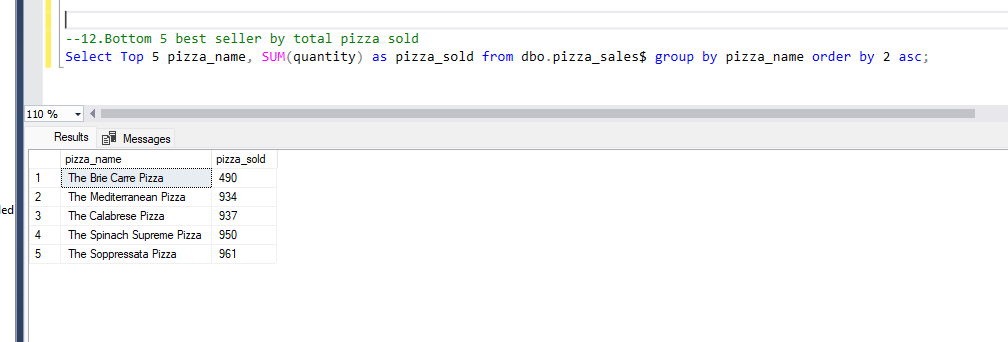 --12.Bottom 5 best seller by total pizza sold
Select Top 5 pizza_name, SUM(quantity) as pizza_sold from dbo.pizza_sales$ group by pizza_name order by 2 asc;
110 %
Results Messages
pizza_name pizza_sold
1 The Brie Carre Pizza 490
2 The Mediterranean Pizza 934
led
3 The Calabrese Pizza 937
4 The Spinach Supreme Pizza 950
5 The Soppressata Pizza 961